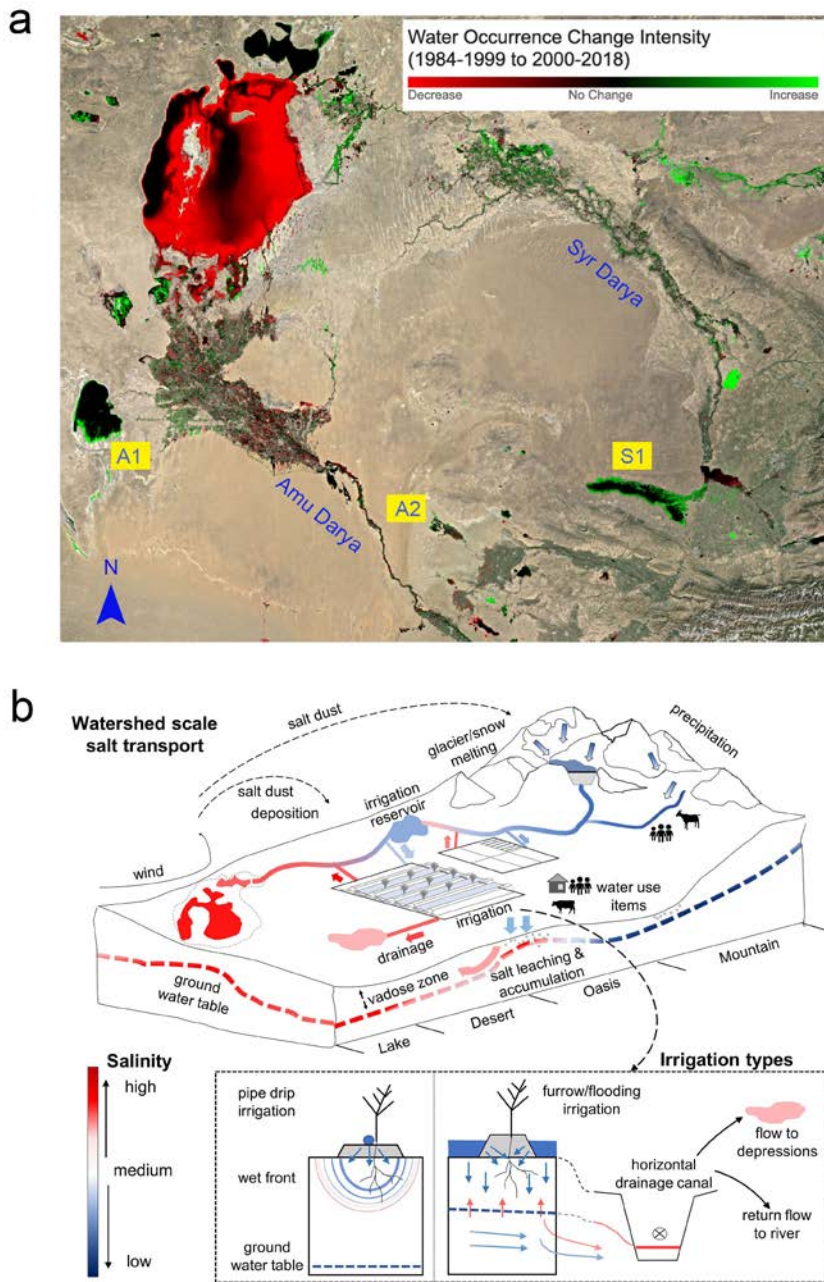 a
Water Occurrence Change Intensity
(1984-1999 to 2000-2018)
Decrease No Change Increase
Syr Darya
A1
S1
A2
Amu Darya
N
b
Watershed scale
salt transport
salt dust
glacier/snow
melting
precipitation
salt dust
deposition
irrigation
reservoir
wind
water use
items
irrigation
drainage
ground
water table
vadose zone
salt leaching &
accumulation
Lake
Desert
Oasis
Mountain
Salinity
high
medium
low
Irrigation types
pipe drip
irrigation
wet front
ground
water table
furrow/flooding
irrigation
horizontal
drainage canal
flow to
depressions
return flow
to river